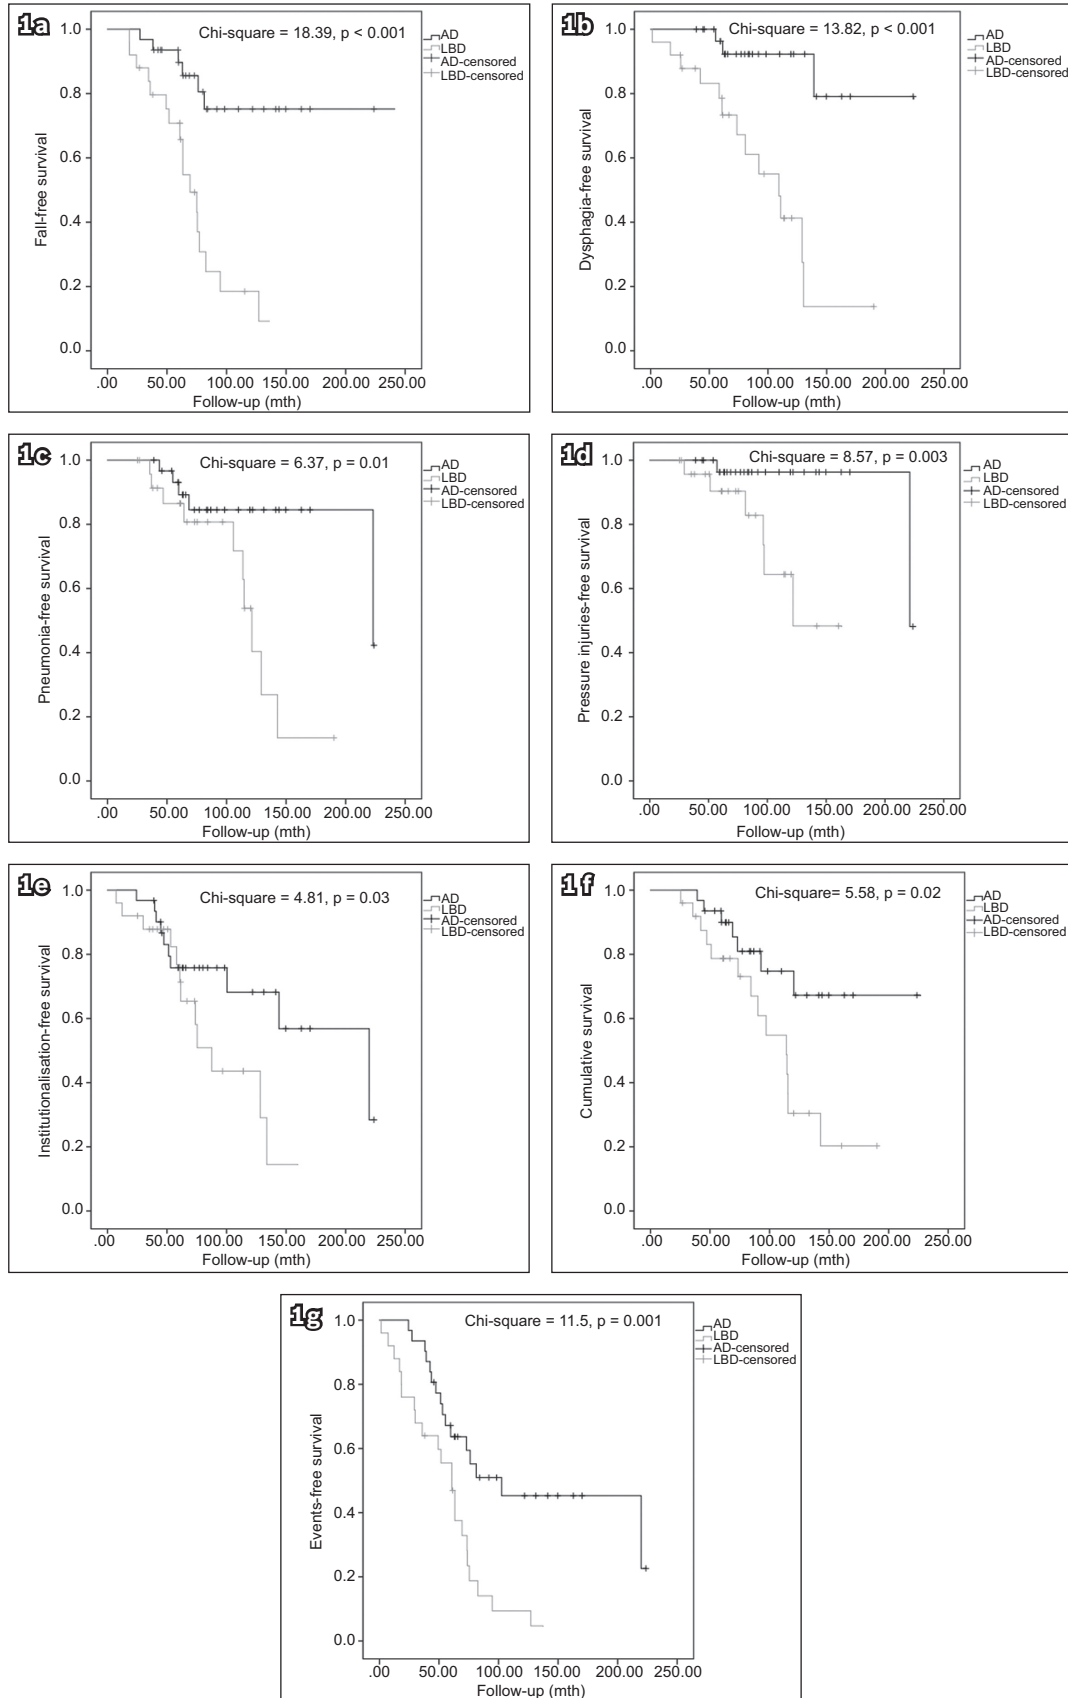 1a
Chi-square = 18.39, p < 0.001
AD
LBD
AD-censored
LBD-censored
1.0
0.8
0.6
0.4
0.2
0.0
Fall-free survival
.00 50.00 100.00 150.00 200.00 250.00
Follow-up (mth)
1b
Chi-square = 13.82, p < 0.001
AD
LBD
AD-censored
LBD-censored
1.0
0.8
0.6
0.4
0.2
0.0
Dysphagia-free survival
.00 50.00 100.00 150.00 200.00 250.00
Follow-up (mth)
1c
Chi-square = 6.37, p = 0.01
AD
LBD
AD-censored
LBD-censored
1.0
0.8
0.6
0.4
0.2
0.0
Pneumonia-free survival
.00 50.00 100.00 150.00 200.00 250.00
Follow-up (mth)
1d
Chi-square = 8.57, p = 0.003
AD
LBD
AD-censored
LBD-censored
1.0
0.8
0.6
0.4
0.2
0.0
Pressure injuries-free survival
.00 50.00 100.00 150.00 200.00 250.00
Follow-up (mth)
1e
Chi-square = 4.81, p = 0.03
AD
LBD
AD-censored
LBD-censored
1.0
0.8
0.6
0.4
0.2
0.0
Institutionalisation-free survival
.00 50.00 100.00 150.00 200.00 250.00
Follow-up (mth)
1f
Chi-square= 5.58, p = 0.02
AD
LBD
AD-censored
LBD-censored
1.0
0.8
0.6
0.4
0.2
0.0
Cumulative survival
.00 50.00 100.00 150.00 200.00 250.00
Follow-up (mth)
1g
Chi-square = 11.5, p = 0.001
AD
LBD
AD-censored
LBD-censored
1.0
0.8
0.6
0.4
0.2
0.0
Events-free survival
.00 50.00 100.00 150.00 200.00 250.00
Follow-up (mth)